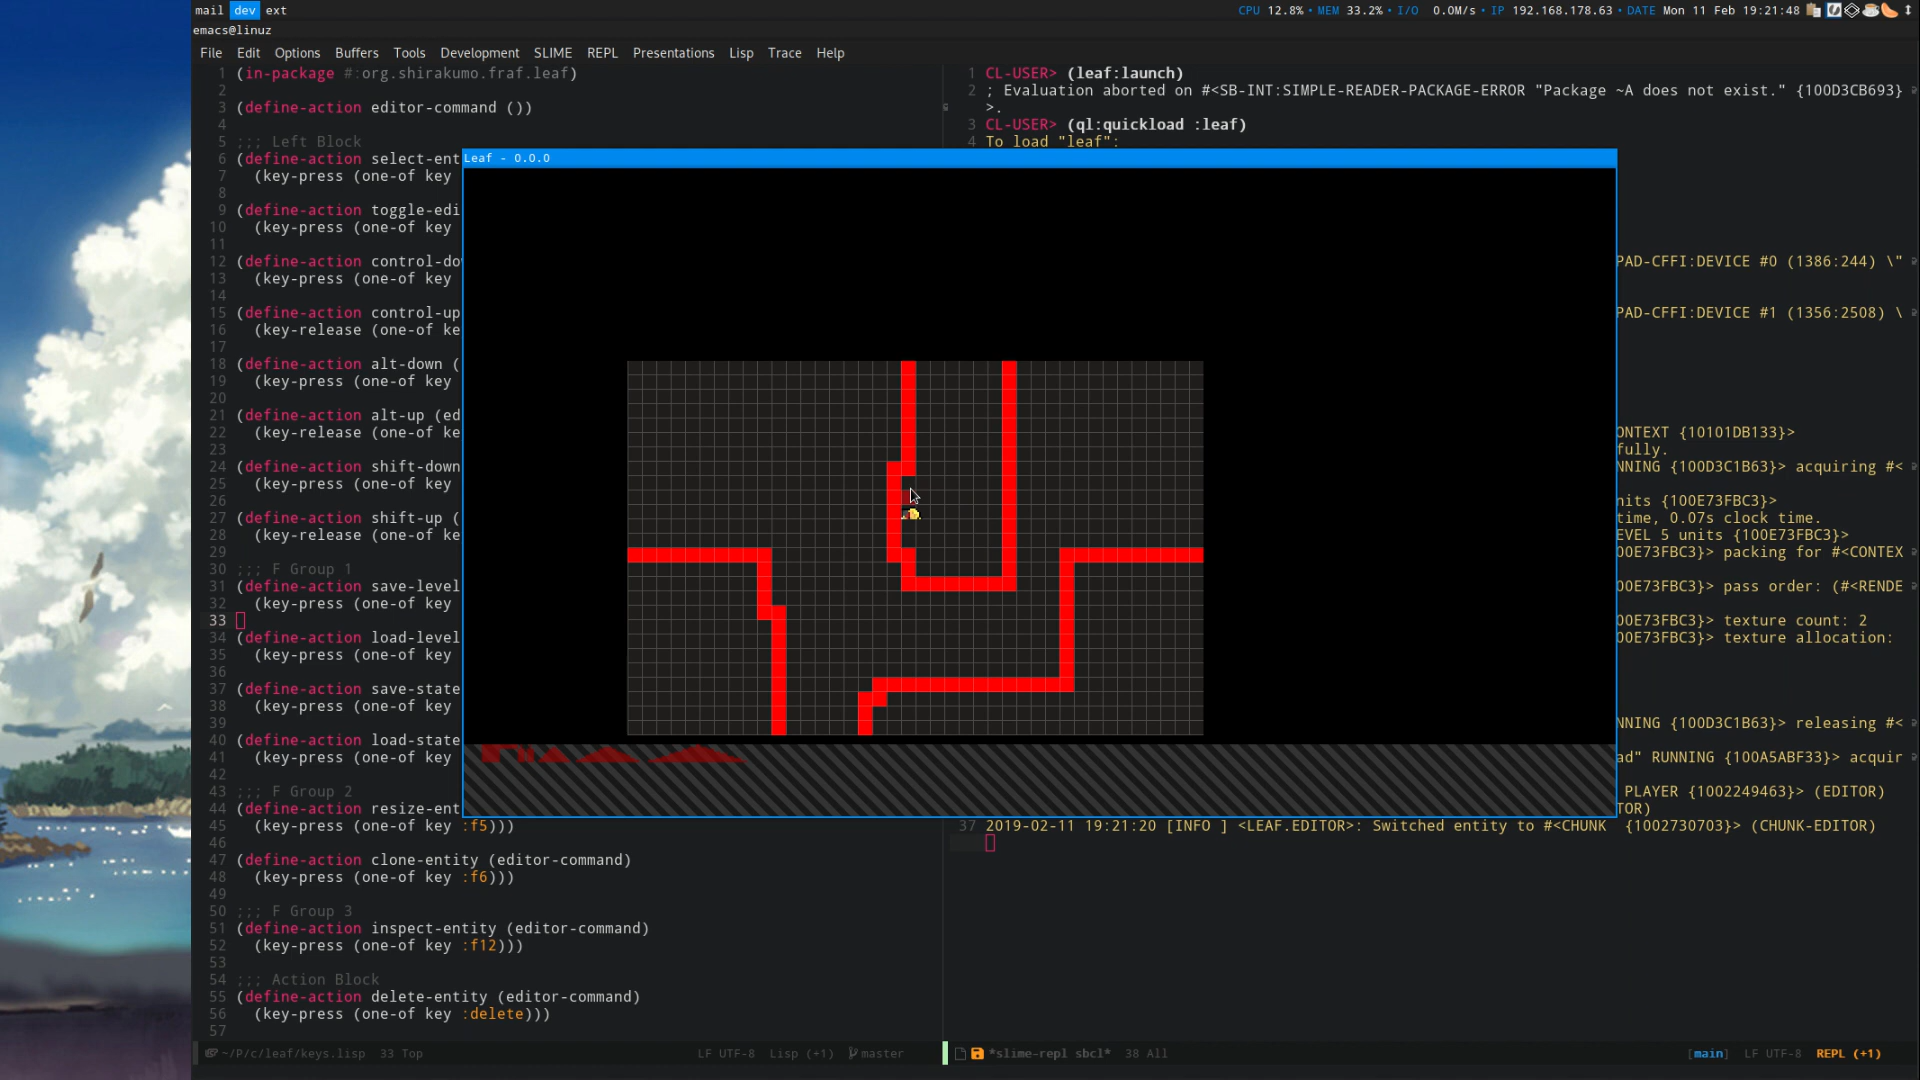 mail dev ext
CPU 12.8% • MEM 33.2% • I/O 0.0M/s • IP 192.168.178.63 • DATE Mon 11 Feb 19:21:48
emacs@linuz
File Edit Options Buffers Tools Development SLIME REPL Presentations Lisp Trace Help
1 (in-package #:org.shirakumo.fraf.leaf)
2
3 (define-action editor-command ())
4
5 ;;; Left Block
6 (define-action select-ent
7 (key-press (one-of key
8
9 (define-action toggle-edi
10 (key-press (one-of key
11
12 (define-action control-do
13 (key-press (one-of key
14
15 (define-action control-up
16 (key-release (one-of ke
17
18 (define-action alt-down (
19 (key-press (one-of key
20
21 (define-action alt-up (ed
22 (key-release (one-of ke
23
24 (define-action shift-down
25 (key-press (one-of key
26
27 (define-action shift-up (
28 (key-release (one-of ke
29
30 ;;; F Group 1
31 (define-action save-level
32 (key-press (one-of key
33
34 (define-action load-level
35 (key-press (one-of key
36
37 (define-action save-state
38 (key-press (one-of key
39
40 (define-action load-state
41 (key-press (one-of key
42
43 ;;; F Group 2
44 (define-action resize-ent
45 (key-press (one-of key :f5)))
46
47 (define-action clone-entity (editor-command)
48 (key-press (one-of key :f6)))
49
50 ;;; F Group 3
51 (define-action inspect-entity (editor-command)
52 (key-press (one-of key :f12)))
53
54 ;;; Action Block
55 (define-action delete-entity (editor-command)
56 (key-press (one-of key :delete)))
57
~/P/c/leaf/keys.lisp 33 Top LF UTF-8 Lisp (+1) master
1 CL-USER> (leaf:launch)
2 ; Evaluation aborted on #<SB-INT:SIMPLE-READER-PACKAGE-ERROR "Package ~A does not exist." {100D3CB693}
>.
3 CL-USER> (ql:quickload :leaf)
4 To load "leaf":
Leaf - 0.0.0
PAD-CFFI:DEVICE #0 (1386:244) \"
PAD-CFFI:DEVICE #1 (1356:2508) \
ONTEXT {10101DB133}>
fully.
NNING {100D3C1B63}> acquiring #<
nits {100E73FBC3}>
time, 0.07s clock time.
EVEL 5 units {100E73FBC3}>
00E73FBC3}> packing for #<CONTEX
00E73FBC3}> pass order: (#<RENDE
00E73FBC3}> texture count: 2
00E73FBC3}> texture allocation:
NNING {100D3C1B63}> releasing #<
ad" RUNNING {100A5ABF33}> acquir
PLAYER {1002249463}> (EDITOR)
TOR)
37 2019-02-11 19:21:20 [INFO ] <LEAF.EDITOR>: Switched entity to #<CHUNK {1002730703}> (CHUNK-EDITOR)
*slime-repl sbcl* 38 All [main] LF UTF-8 REPL (+1)